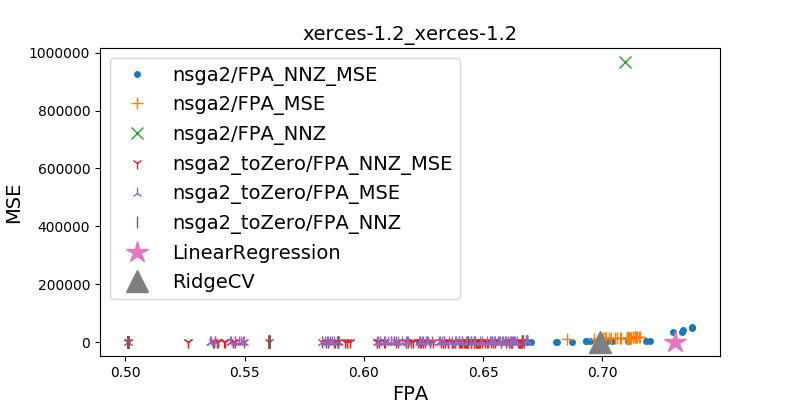 xerces-1.2_xerces-1.2
MSE
1000000
800000
600000
400000
200000
0
nsga2/FPA_NNZ_MSE
nsga2/FPA_MSE
nsga2/FPA_NNZ
nsga2_toZero/FPA_NNZ_MSE
nsga2_toZero/FPA_MSE
nsga2_toZero/FPA_NNZ
LinearRegression
RidgeCV
0.50 0.55 0.60 0.65 0.70
FPA